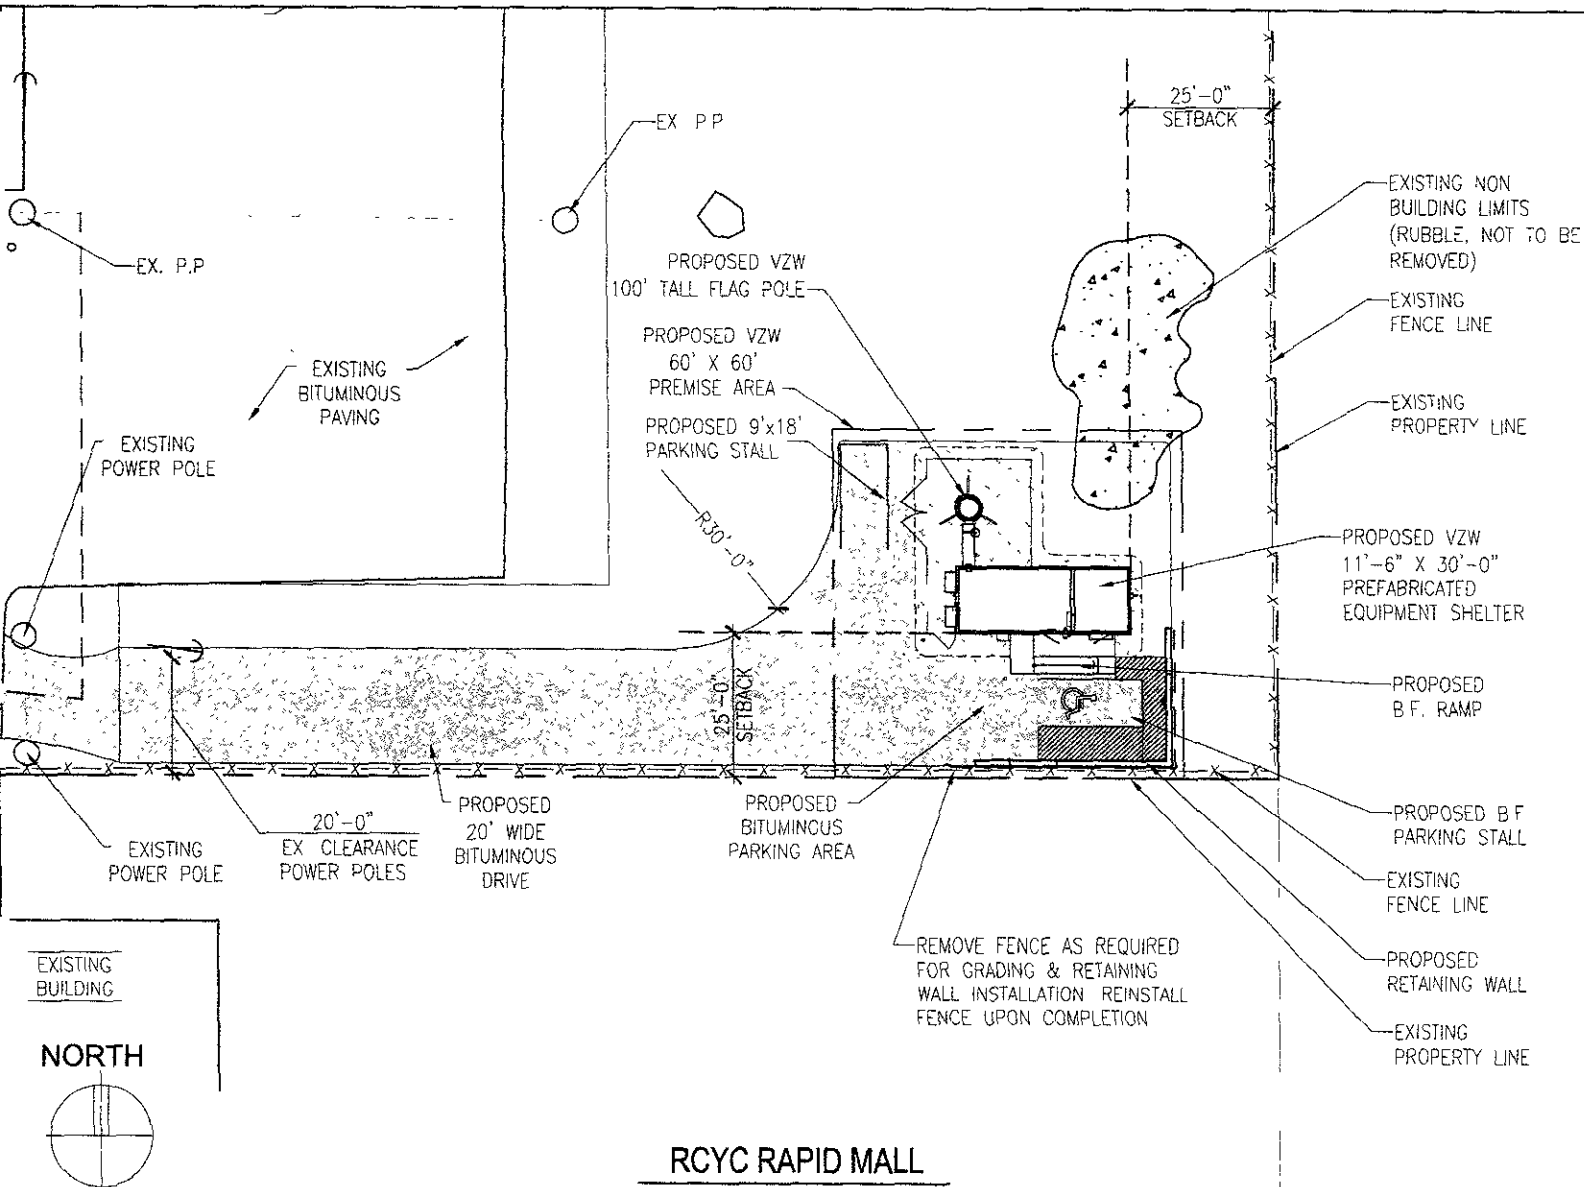 25'-0"
SETBACK
EX P P
EXISTING NON
BUILDING LIMITS
(RUBBLE, NOT TO BE
REMOVED)
EX. P.P
PROPOSED VZW
100' TALL FLAG POLE
EXISTING
FENCE LINE
PROPOSED VZW
60' X 60'
PREMISE AREA
EXISTING
BITUMINOUS
PAVING
EXISTING
PROPERTY LINE
PROPOSED 9'x18'
PARKING STALL
EXISTING
POWER POLE
R30'-0"
PROPOSED VZW
11'-6" X 30'-0"
PREFABRICATED
EQUIPMENT SHELTER
25'-0"
SETBACK
PROPOSED
B F. RAMP
PROPOSED
20' WIDE
BITUMINOUS
DRIVE
PROPOSED
BITUMINOUS
PARKING AREA
PROPOSED B F
PARKING STALL
20'-0"
EX CLEARANCE
POWER POLES
EXISTING
POWER POLE
EXISTING
FENCE LINE
REMOVE FENCE AS REQUIRED
FOR GRADING & RETAINING
WALL INSTALLATION REINSTALL
FENCE UPON COMPLETION
PROPOSED
RETAINING WALL
EXISTING
BUILDING
EXISTING
PROPERTY LINE
NORTH
RCYC RAPID MALL